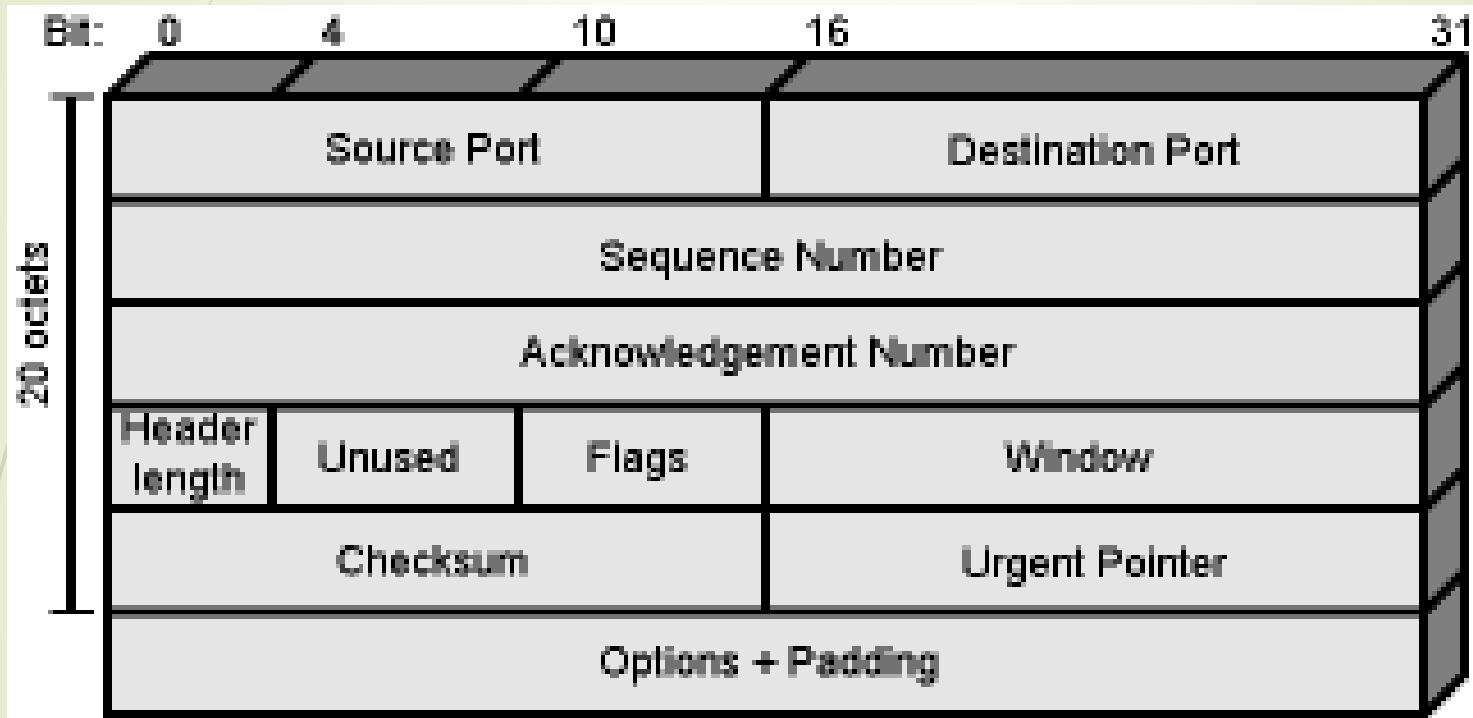 Bit: 0 4 10 16 31
20 octets
Source Port Destination Port
Sequence Number
Acknowledgement Number
Header length Unused Flags Window
Checksum Urgent Pointer
Options + Padding